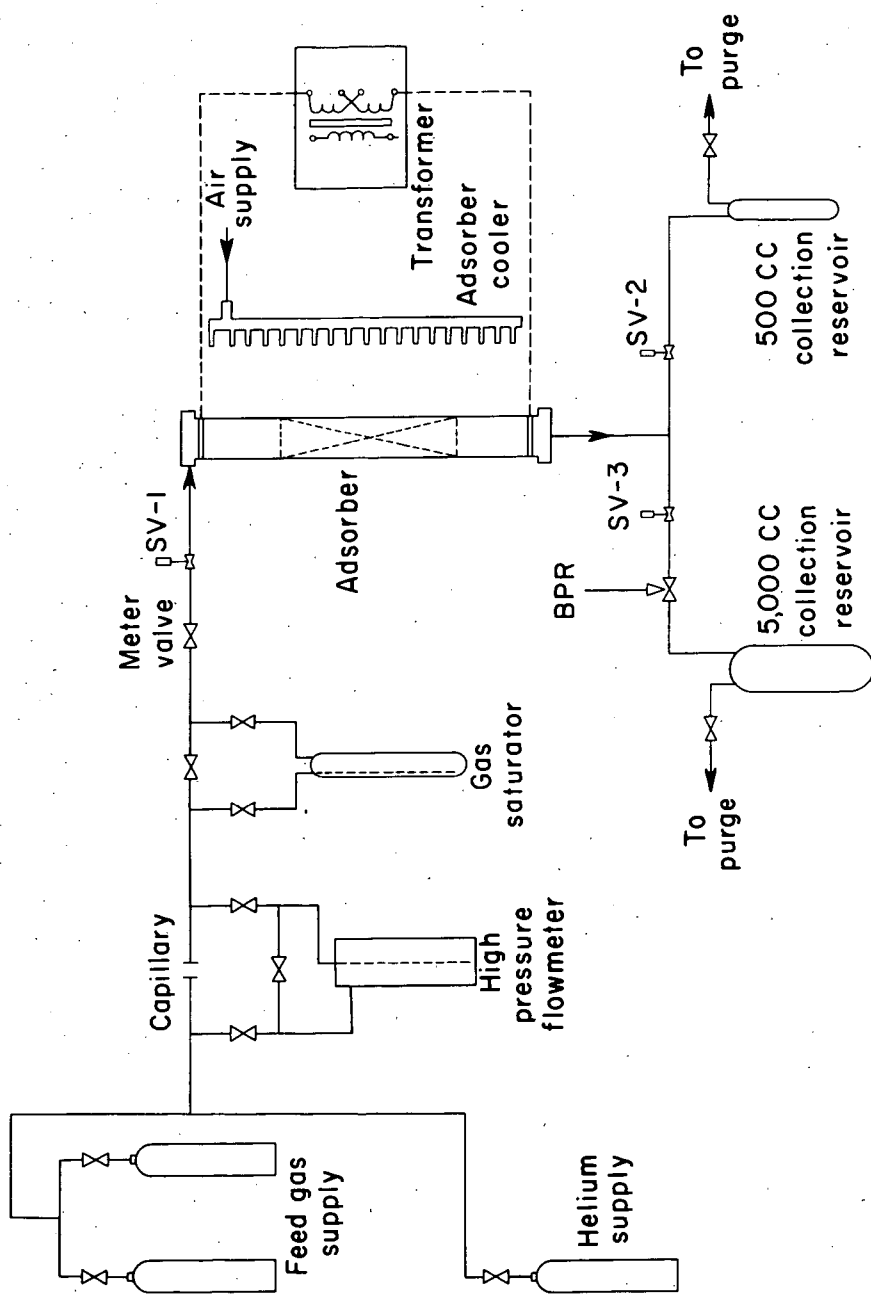 Feed gas
supply
Helium
supply
Capillary
High
pressure
flowmeter
Gas
saturator
Meter
valve
SV-1
Adsorber
Air
supply
Transformer
Adsorber
cooler
BPR
SV-3
SV-2
5,000 CC
collection
reservoir
500 CC
collection
reservoir
To
purge
To
purge